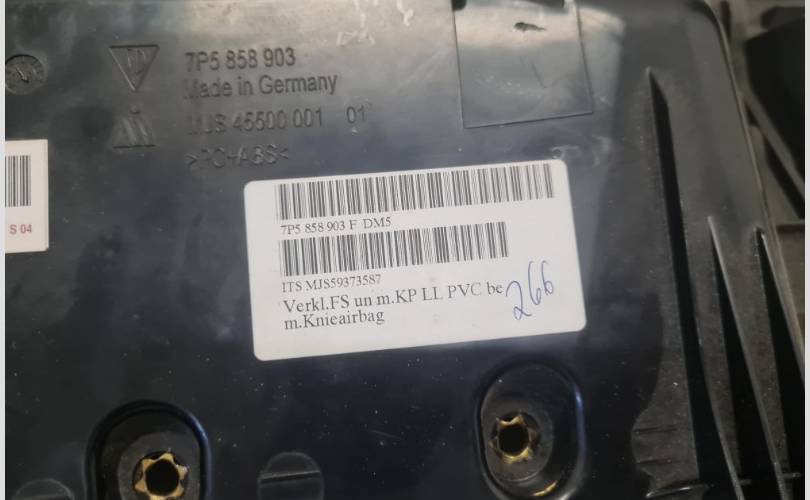 7P5 858 903
Made in Germany
MJS 45500 001 01
>PC+ABS<
S 04
7P5 858 903 F DM5
ITS MJS59373587
Verkl.FS un m.KP LL PVC be
m.Knieairbag
266